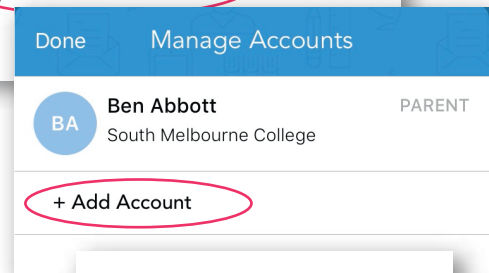 Done Manage Accounts
BA Ben Abbott PARENT
South Melbourne College
+ Add Account